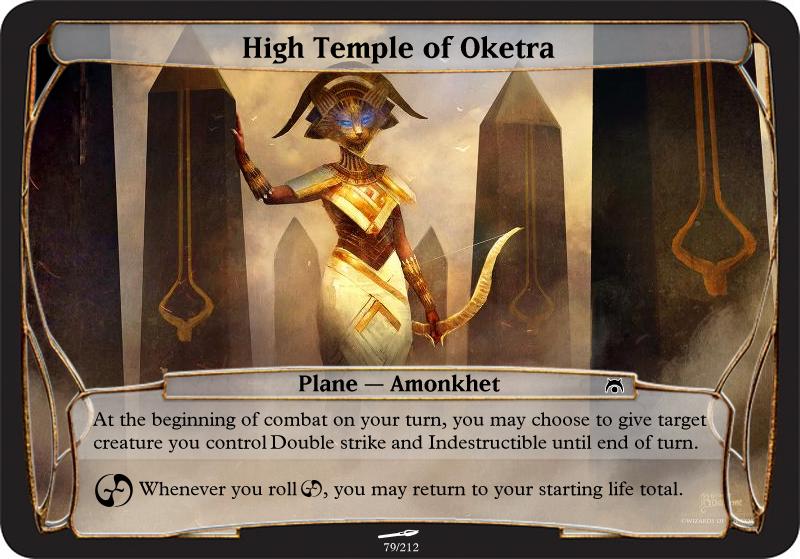 High Temple of Oketra
Plane — Amonkhet
At the beginning of combat on your turn, you may choose to give target
creature you control Double strike and Indestructible until end of turn.
Whenever you roll , you may return to your starting life total.
79/212